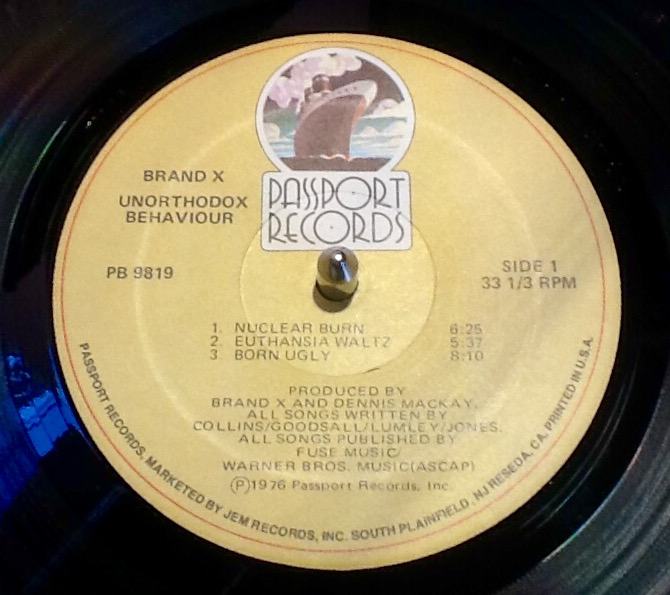 PASSPORT
RECORDS
BRAND X
UNORTHODOX
BEHAVIOUR
PB 9819
SIDE 1
33 1/3 RPM
1. NUCLEAR BURN 6:25
2. EUTHANSIA WALTZ 5:37
3. BORN UGLY 8:10
PRODUCED BY
BRAND X AND DENNIS MACKAY.
ALL SONGS WRITTEN BY
COLLINS/GOODSALL/LUMLEY/JONES.
ALL SONGS PUBLISHED BY
FUSE MUSIC/
WARNER BROS. MUSIC(ASCAP)
Ⓟ1976 Passport Records, Inc.
PASSPORT RECORDS, MARKETED BY JEM RECORDS, INC. SOUTH PLAINFIELD, NJ RESEDA, CA. PRINTED IN U.S.A.